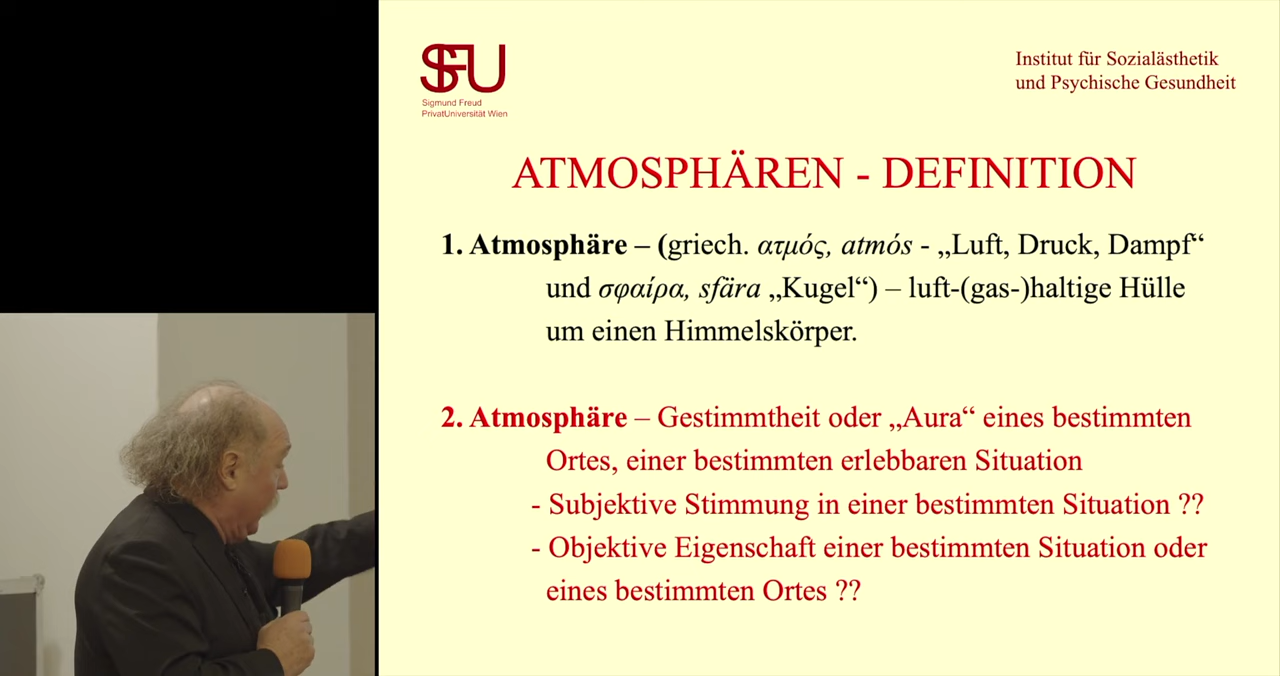 SFU
Sigmund Freud
PrivatUniversität Wien
Institut für Sozialästhetik
und Psychische Gesundheit
ATMOSPHÄREN - DEFINITION
1. Atmosphäre – (griech. ατμός, atmós - „Luft, Druck, Dampf“
und σφαίρα, sfära „Kugel“) – luft-(gas-)haltige Hülle
um einen Himmelskörper.
2. Atmosphäre – Gestimmtheit oder „Aura“ eines bestimmten
Ortes, einer bestimmten erlebbaren Situation
- Subjektive Stimmung in einer bestimmten Situation ??
- Objektive Eigenschaft einer bestimmten Situation oder
eines bestimmten Ortes ??